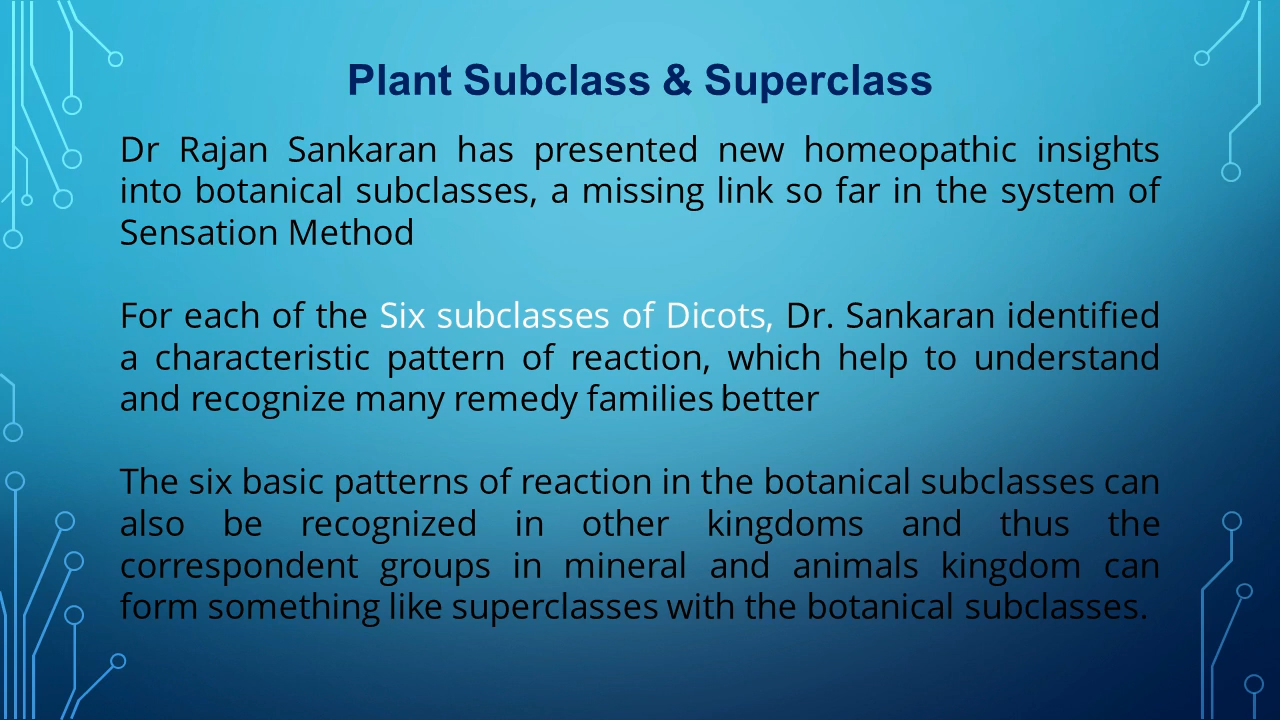 Plant Subclass & Superclass
Dr Rajan Sankaran has presented new homeopathic insights
into botanical subclasses, a missing link so far in the system of
Sensation Method
For each of the Six subclasses of Dicots, Dr. Sankaran identified
a characteristic pattern of reaction, which help to understand
and recognize many remedy families better
The six basic patterns of reaction in the botanical subclasses can
also be recognized in other kingdoms and thus the
correspondent groups in mineral and animals kingdom can
form something like superclasses with the botanical subclasses.